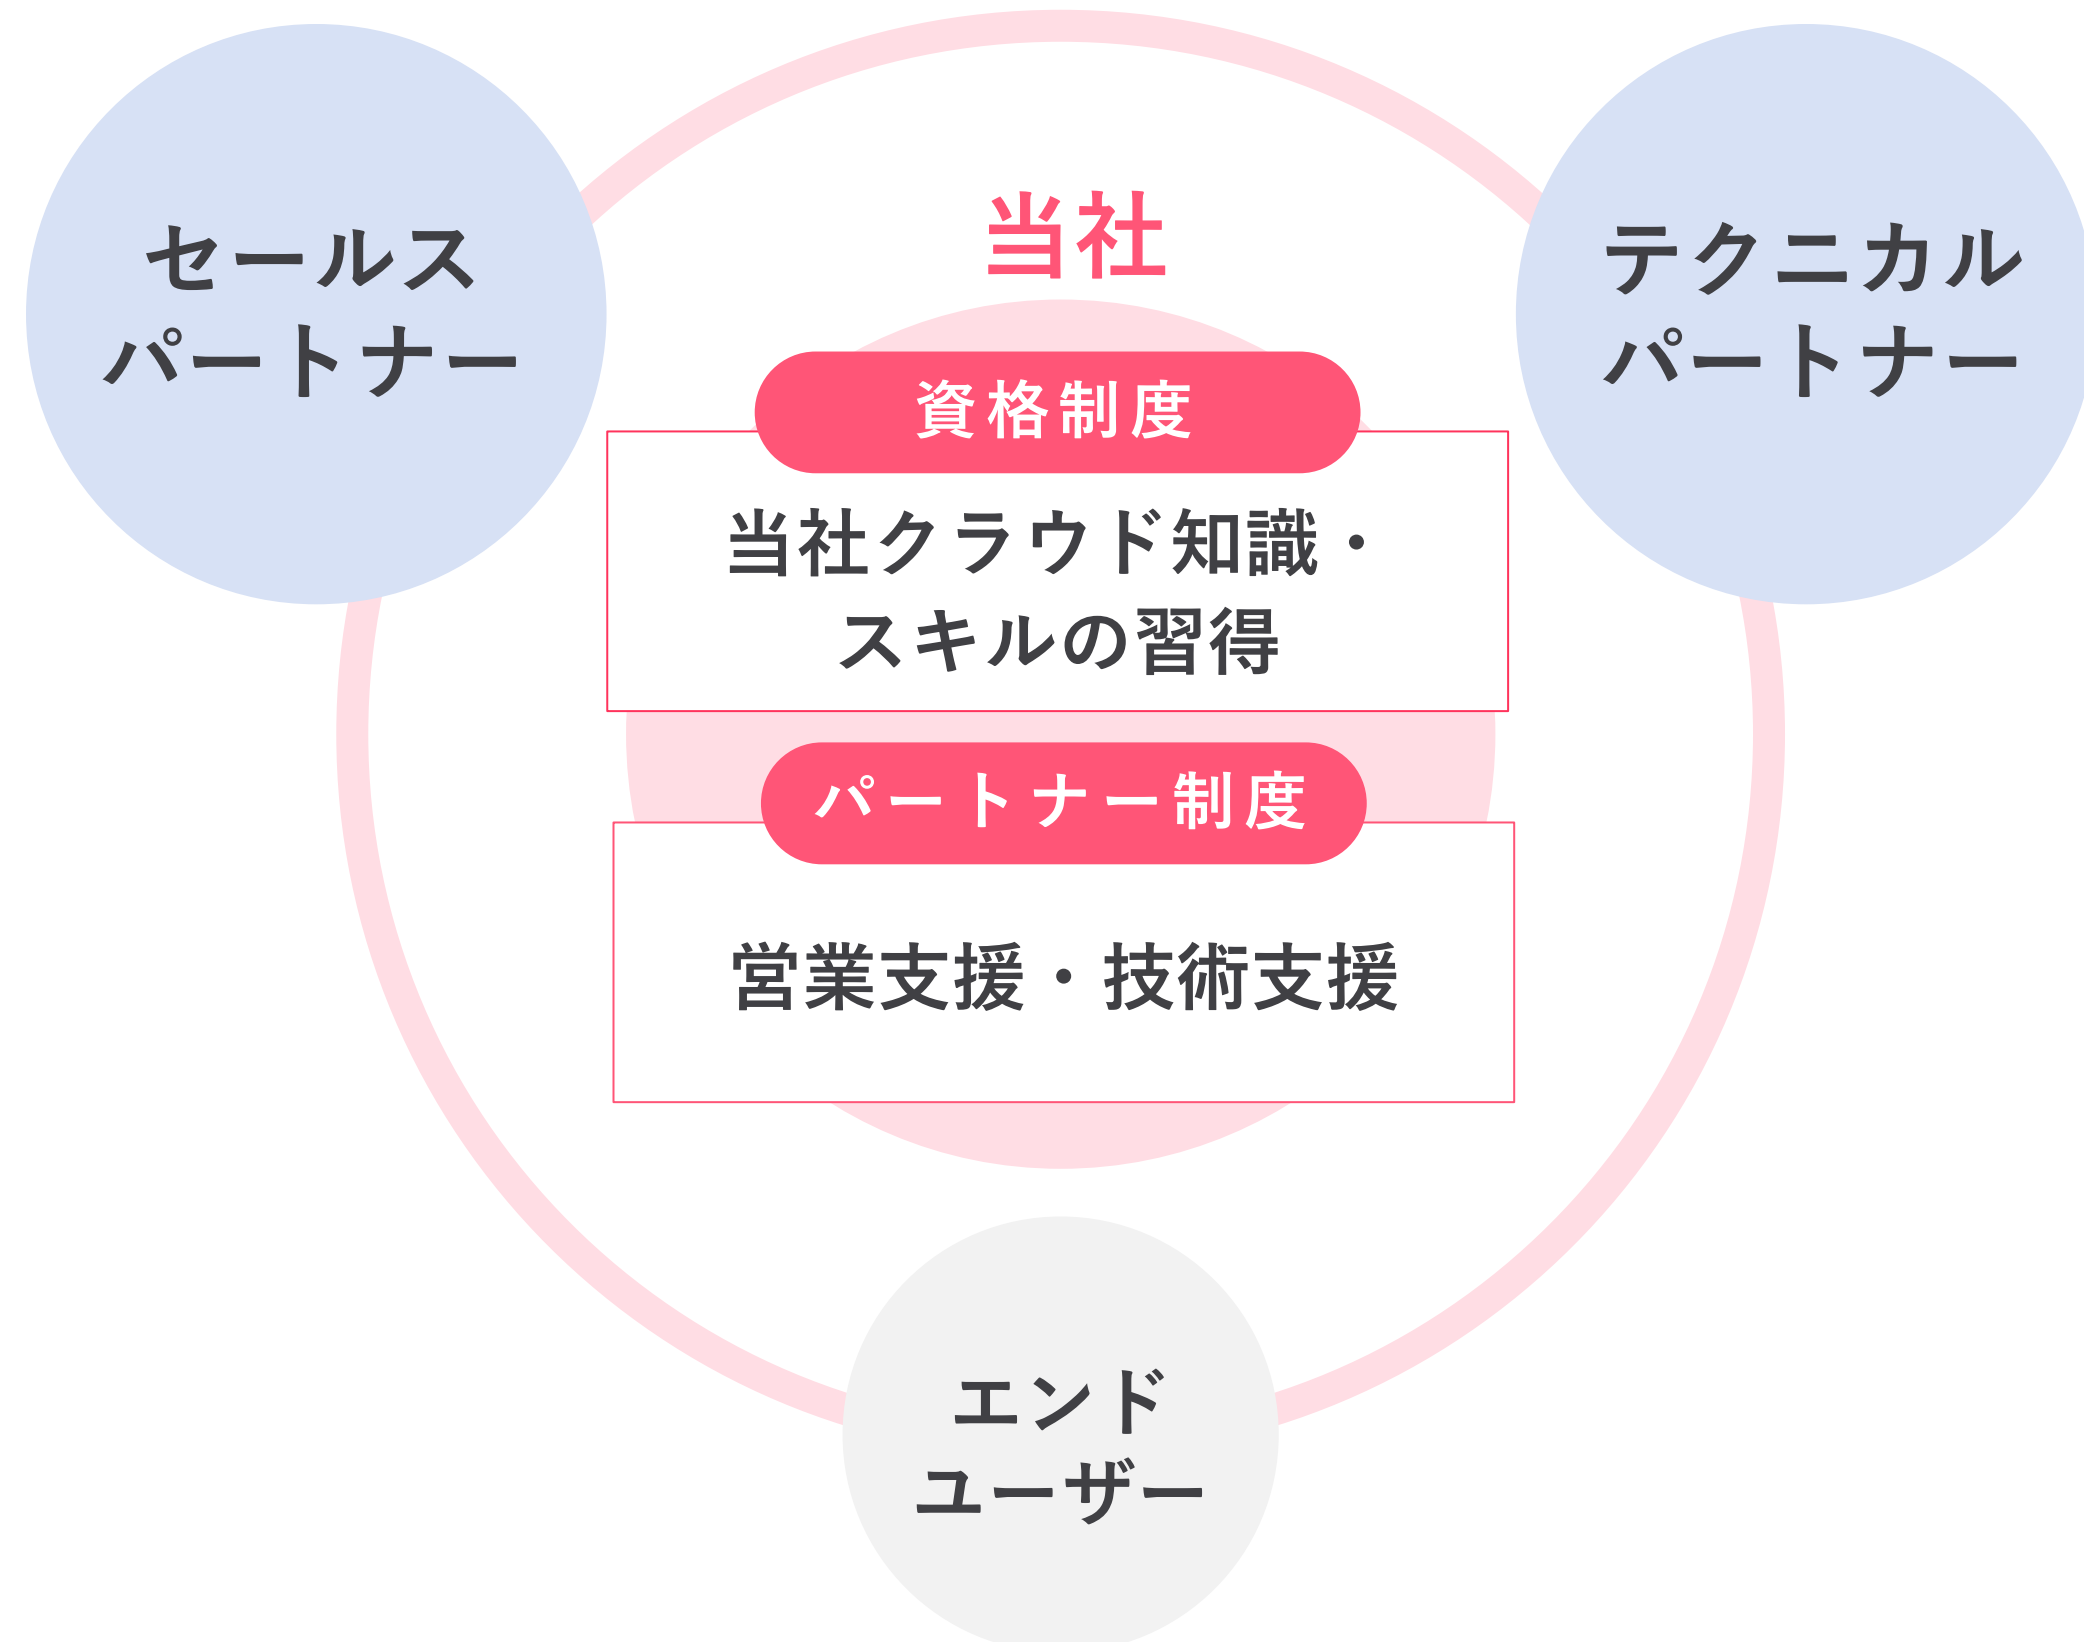 セールス
パートナー
当社
テクニカル
パートナー
資格制度
当社クラウド知識・
スキルの習得
パートナー制度
営業支援・技術支援
エンド
ユーザー